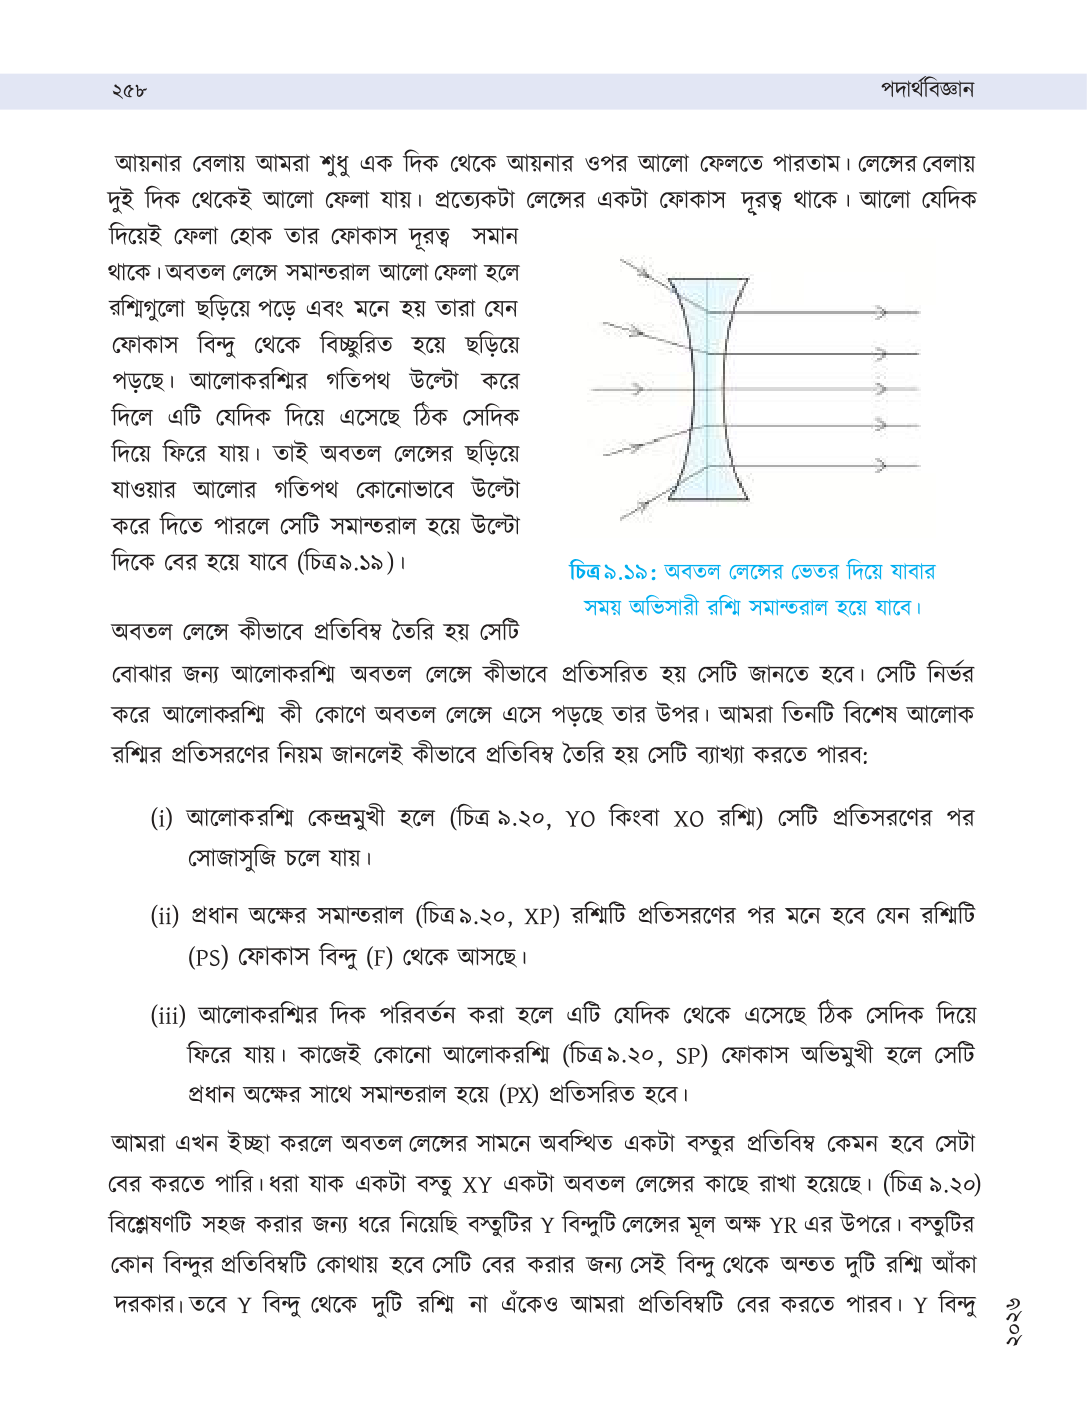 ২৫৮
পদার্থবিজ্ঞান
আয়নার বেলায় আমরা শুধু এক দিক থেকে আয়নার ওপর আলো ফেলতে পারতাম। লেন্সের বেলায়
দুই দিক থেকেই আলো ফেলা যায়। প্রত্যেকটা লেন্সের একটা ফোকাস দূরত্ব থাকে। আলো যেদিক
দিয়েই ফেলা হোক তার ফোকাস দূরত্ব সমান
থাকে। অবতল লেন্সে সমান্তরাল আলো ফেলা হলে
রশ্মিগুলো ছড়িয়ে পড়ে এবং মনে হয় তারা যেন
ফোকাস বিন্দু থেকে বিচ্ছুরিত হয়ে ছড়িয়ে
পড়ছে। আলোকরশ্মির গতিপথ উল্টো করে
দিলে এটি যেদিক দিয়ে এসেছে ঠিক সেদিক
দিয়ে ফিরে যায়। তাই অবতল লেন্সের ছড়িয়ে
যাওয়ার আলোর গতিপথ কোনোভাবে উল্টো
করে দিতে পারলে সেটি সমান্তরাল হয়ে উল্টো
দিকে বের হয়ে যাবে (চিত্র ৯.১৯)।
চিত্র ৯.১৯: অবতল লেন্সের ভেতর দিয়ে যাবার
সময় অভিসারী রশ্মি সমান্তরাল হয়ে যাবে।
অবতল লেন্সে কীভাবে প্রতিবিম্ব তৈরি হয় সেটি
বোঝার জন্য আলোকরশ্মি অবতল লেন্সে কীভাবে প্রতিসরিত হয় সেটি জানতে হবে। সেটি নির্ভর
করে আলোকরশ্মি কী কোণে অবতল লেন্সে এসে পড়ছে তার উপর। আমরা তিনটি বিশেষ আলোক
রশ্মির প্রতিসরণের নিয়ম জানলেই কীভাবে প্রতিবিম্ব তৈরি হয় সেটি ব্যাখ্যা করতে পারব:
(i) আলোকরশ্মি কেন্দ্রমুখী হলে (চিত্র ৯.২০, YO কিংবা XO রশ্মি) সেটি প্রতিসরণের পর
সোজাসুজি চলে যায়।
(ii) প্রধান অক্ষের সমান্তরাল (চিত্র ৯.২০, XP) রশ্মিটি প্রতিসরণের পর মনে হবে যেন রশ্মিটি
(PS) ফোকাস বিন্দু (F) থেকে আসছে।
(iii) আলোকরশ্মির দিক পরিবর্তন করা হলে এটি যেদিক থেকে এসেছে ঠিক সেদিক দিয়ে
ফিরে যায়। কাজেই কোনো আলোকরশ্মি (চিত্র ৯.২০, SP) ফোকাস অভিমুখী হলে সেটি
প্রধান অক্ষের সাথে সমান্তরাল হয়ে (PX) প্রতিসরিত হবে।
আমরা এখন ইচ্ছা করলে অবতল লেন্সের সামনে অবস্থিত একটা বস্তুর প্রতিবিম্ব কেমন হবে সেটা
বের করতে পারি। ধরা যাক একটা বস্তু XY একটা অবতল লেন্সের কাছে রাখা হয়েছে। (চিত্র ৯.২০)
বিশ্লেষণটি সহজ করার জন্য ধরে নিয়েছি বস্তুটির Y বিন্দুটি লেন্সের মূল অক্ষ YR এর উপরে। বস্তুটির
কোন বিন্দুর প্রতিবিম্বটি কোথায় হবে সেটি বের করার জন্য সেই বিন্দু থেকে অন্তত দুটি রশ্মি আঁকা
দরকার। তবে Y বিন্দু থেকে দুটি রশ্মি না এঁকেও আমরা প্রতিবিম্বটি বের করতে পারব। Y বিন্দু
২০২৬